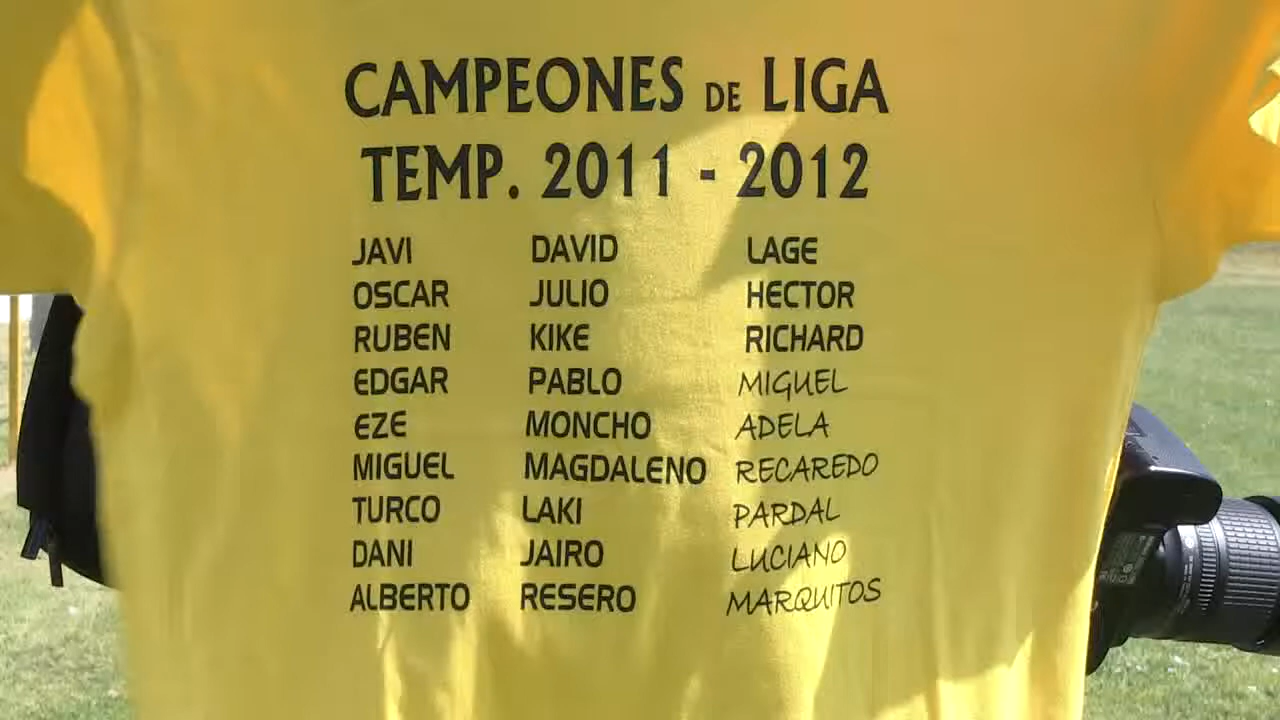 CAMPEONES DE LIGA
TEMP. 2011 - 2012
JAVI DAVID LAGE
OSCAR JULIO HECTOR
RUBEN KIKE RICHARD
EDGAR PABLO MIGUEL
EZE MONCHO ADELA
MIGUEL MAGDALENO RECAREDO
TURCO LAKI PARDAL
DANI JAIRO LUCIANO
ALBERTO RESERO MARQUITOS